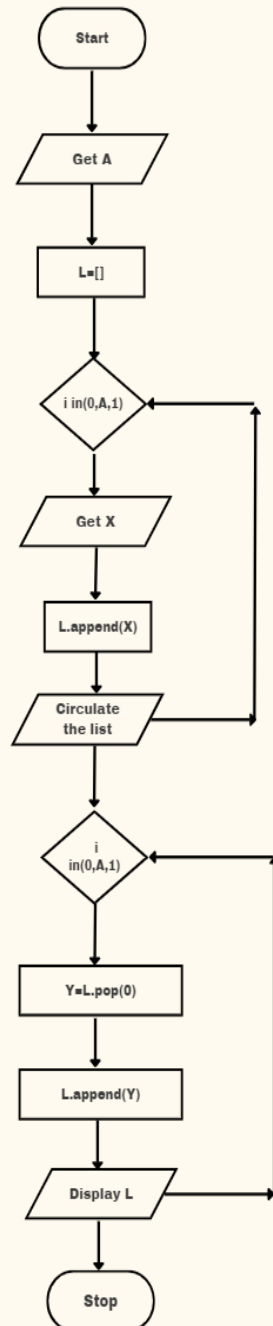 Start
Get A
L=[]
i in(0,A,1)
Get X
L.append(X)
Circulate
the list
i
in(0,A,1)
Y=L.pop(0)
L.append(Y)
Display L
Stop